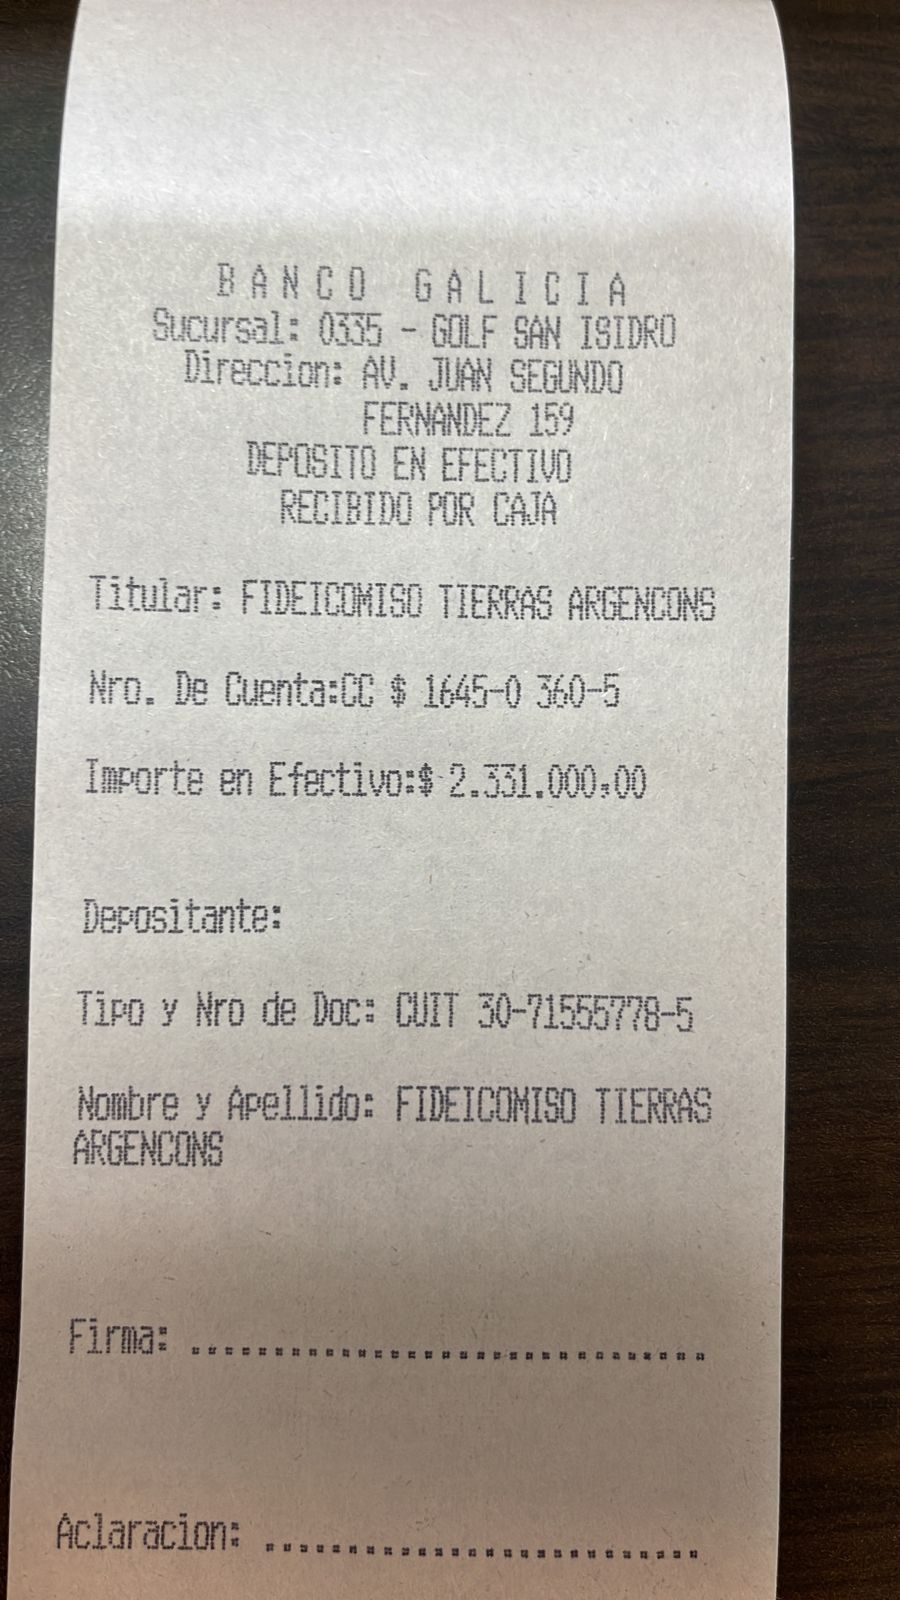 BANCO GALICIA
Sucursal: 0335 - GOLF SAN ISIDRO
Direccion: AV. JUAN SEGUNDO
FERNANDEZ 159
DEPOSITO EN EFECTIVO
RECIBIDO POR CAJA
Titular: FIDEICOMISO TIERRAS ARGENCONS
Nro. De Cuenta:CC $ 1645-0 360-5
Importe en Efectivo:$ 2.331.000,00
Depositante:
Tipo y Nro de Doc: CUIT 30-71555778-5
Nombre y Apellido: FIDEICOMISO TIERRAS
ARGENCONS
Firma: ...............................
Aclaracion: ..........................